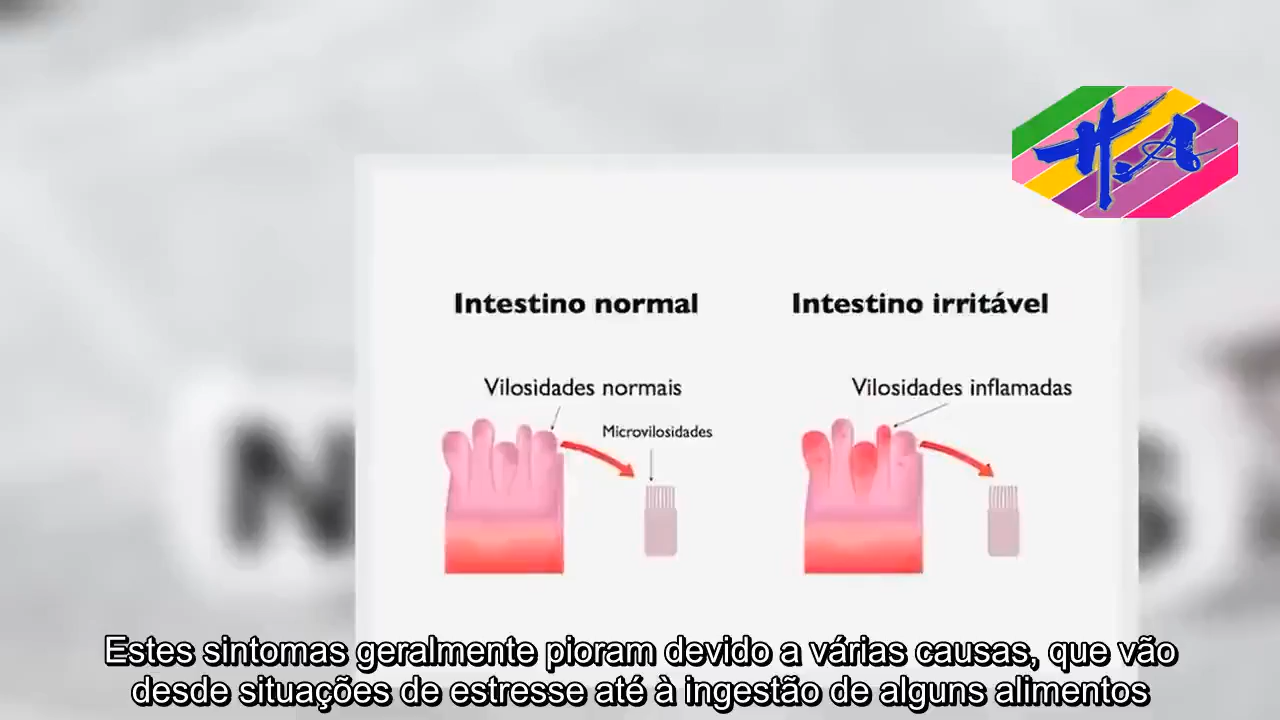 H.A
Intestino normal
Intestino irritável
Vilosidades normais
Vilosidades inflamadas
Microvilosidades
Estes sintomas geralmente pioram devido a várias causas, que vão
desde situações de estresse até à ingestão de alguns alimentos